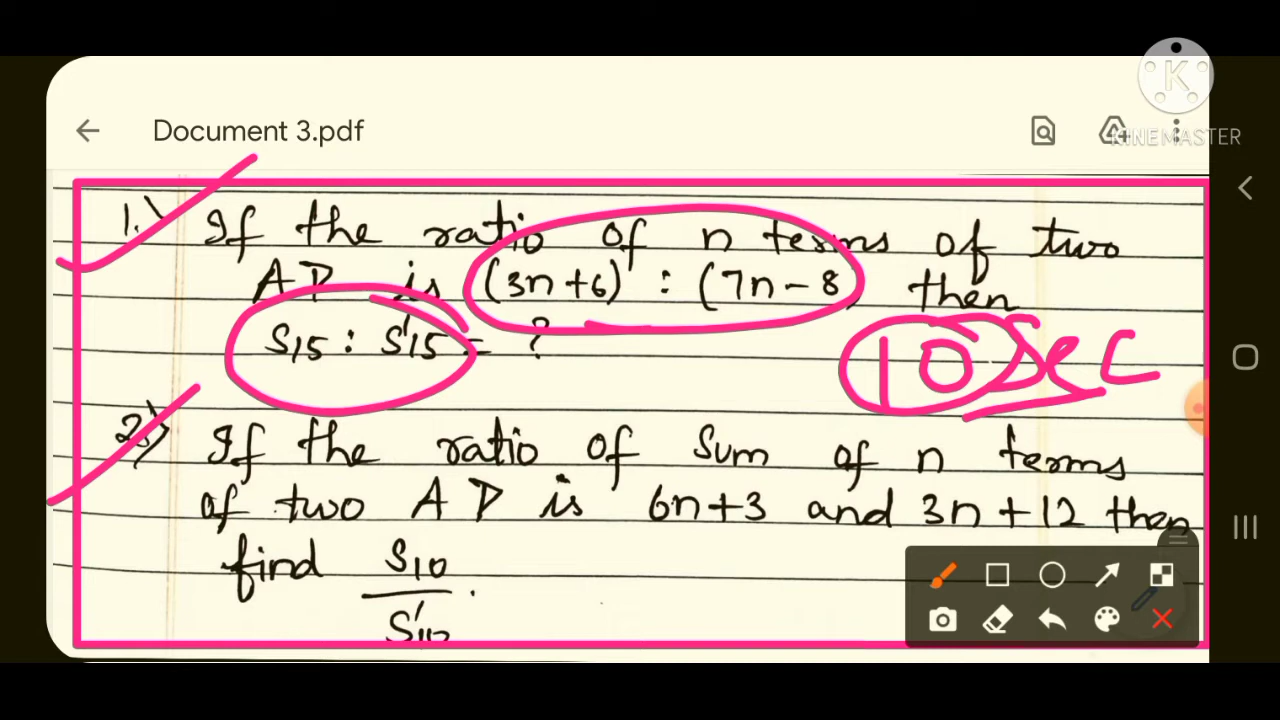 KINEMASTER
Document 3.pdf
1.) If the ratio of n terms of two
AP is (3n+6) : (7n-8) then
S15 : S'15 = ?
10 Sec
2.) If the ratio of Sum of n terms
of two AP is 6n+3 and 3n+12 then
find S10
S'10